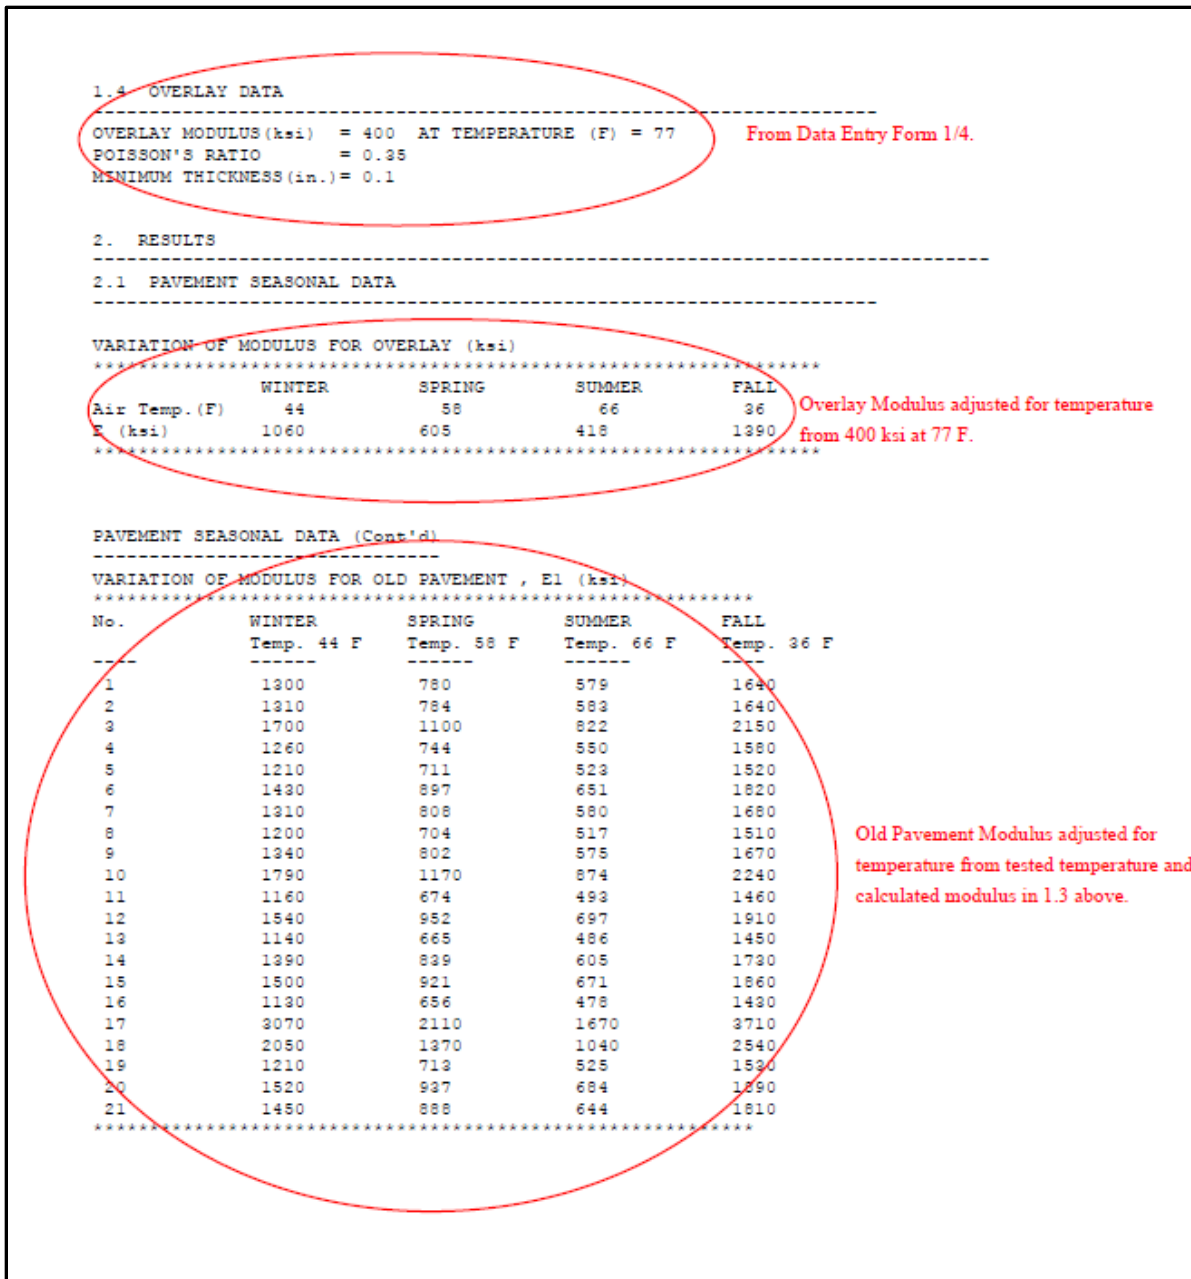 1.4  OVERLAY DATA
----------------------------------------------------------------------
OVERLAY MODULUS(ksi)  = 400  AT TEMPERATURE (F) = 77
From Data Entry Form 1/4.
POISSON'S RATIO       = 0.35
MINIMUM THICKNESS(in.)= 0.1
2.  RESULTS
--------------------------------------------------------------------------------
2.1  PAVEMENT SEASONAL DATA
----------------------------------------------------------------------
VARIATION OF MODULUS FOR OVERLAY (ksi)
*****************************************************************
WINTER SPRING SUMMER FALL
Air Temp.(F) 44 58 66 36
Overlay Modulus adjusted for temperature
E (ksi) 1060 605 418 1390
from 400 ksi at 77 F.
*****************************************************************
PAVEMENT SEASONAL DATA (Cont'd)
-------------------------------
VARIATION OF MODULUS FOR OLD PAVEMENT , E1 (ksi)
***********************************************************
No. WINTER SPRING SUMMER FALL
Temp. 44 F Temp. 58 F Temp. 66 F Temp. 36 F
---- ------ ------ ------ ----
1 1300 780 579 1640
2 1310 784 583 1640
3 1700 1100 822 2150
4 1260 744 550 1580
5 1210 711 523 1520
6 1430 897 651 1820
7 1310 808 580 1680
8 1200 704 517 1510
Old Pavement Modulus adjusted for
9 1340 802 575 1670
temperature from tested temperature and
10 1790 1170 874 2240
calculated modulus in 1.3 above.
11 1160 674 493 1460
12 1540 952 697 1910
13 1140 665 486 1450
14 1390 839 605 1730
15 1500 921 671 1860
16 1130 656 478 1430
17 3070 2110 1670 3710
18 2050 1370 1040 2540
19 1210 713 525 1530
20 1520 937 684 1890
21 1450 888 644 1810
***********************************************************